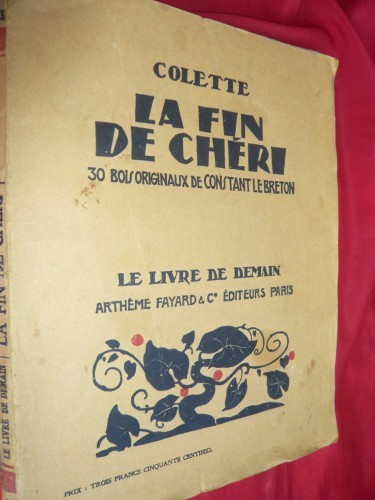 COLETTE
LA FIN
DE CHÉRI
30 BOIS ORIGINAUX DE CONSTANT LE BRETON
LE LIVRE DE DEMAIN
ARTHÈME FAYARD & Cie ÉDITEURS PARIS
PRIX : TROIS FRANCS CINQUANTE CENTIMES
LE LIVRE DE DEMAIN
LA FIN DE CHÉRI